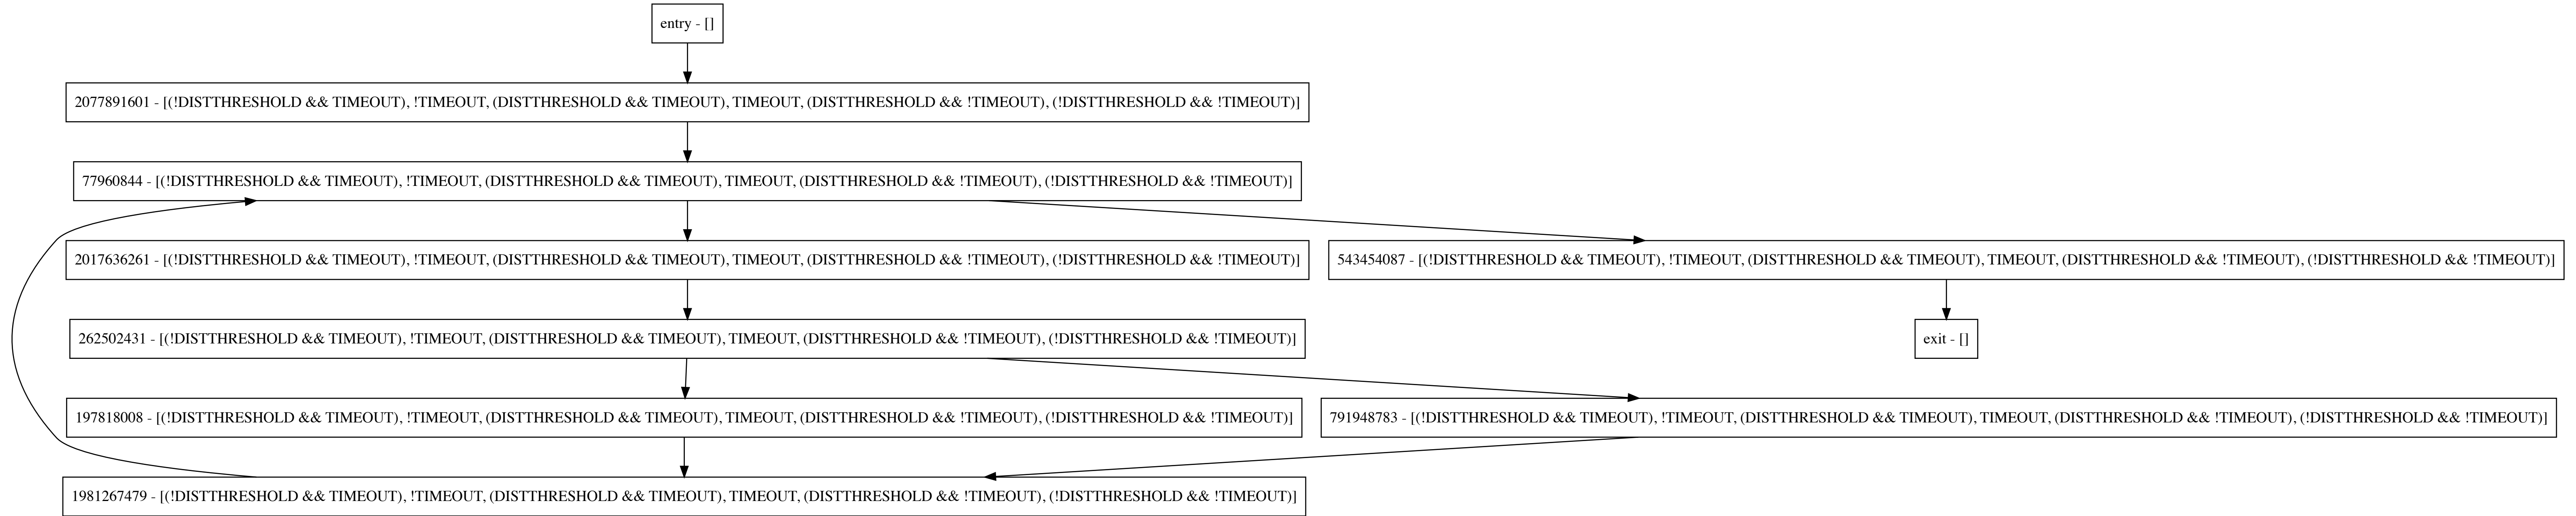 entry - []
2077891601 - [(!DISTTHRESHOLD && TIMEOUT), !TIMEOUT, (DISTTHRESHOLD && TIMEOUT), TIMEOUT, (DISTTHRESHOLD && !TIMEOUT), (!DISTTHRESHOLD && !TIMEOUT)]
77960844 - [(!DISTTHRESHOLD && TIMEOUT), !TIMEOUT, (DISTTHRESHOLD && TIMEOUT), TIMEOUT, (DISTTHRESHOLD && !TIMEOUT), (!DISTTHRESHOLD && !TIMEOUT)]
2017636261 - [(!DISTTHRESHOLD && TIMEOUT), !TIMEOUT, (DISTTHRESHOLD && TIMEOUT), TIMEOUT, (DISTTHRESHOLD && !TIMEOUT), (!DISTTHRESHOLD && !TIMEOUT)]
543454087 - [(!DISTTHRESHOLD && TIMEOUT), !TIMEOUT, (DISTTHRESHOLD && TIMEOUT), TIMEOUT, (DISTTHRESHOLD && !TIMEOUT), (!DISTTHRESHOLD && !TIMEOUT)]
262502431 - [(!DISTTHRESHOLD && TIMEOUT), !TIMEOUT, (DISTTHRESHOLD && TIMEOUT), TIMEOUT, (DISTTHRESHOLD && !TIMEOUT), (!DISTTHRESHOLD && !TIMEOUT)]
exit - []
197818008 - [(!DISTTHRESHOLD && TIMEOUT), !TIMEOUT, (DISTTHRESHOLD && TIMEOUT), TIMEOUT, (DISTTHRESHOLD && !TIMEOUT), (!DISTTHRESHOLD && !TIMEOUT)]
791948783 - [(!DISTTHRESHOLD && TIMEOUT), !TIMEOUT, (DISTTHRESHOLD && TIMEOUT), TIMEOUT, (DISTTHRESHOLD && !TIMEOUT), (!DISTTHRESHOLD && !TIMEOUT)]
1981267479 - [(!DISTTHRESHOLD && TIMEOUT), !TIMEOUT, (DISTTHRESHOLD && TIMEOUT), TIMEOUT, (DISTTHRESHOLD && !TIMEOUT), (!DISTTHRESHOLD && !TIMEOUT)]